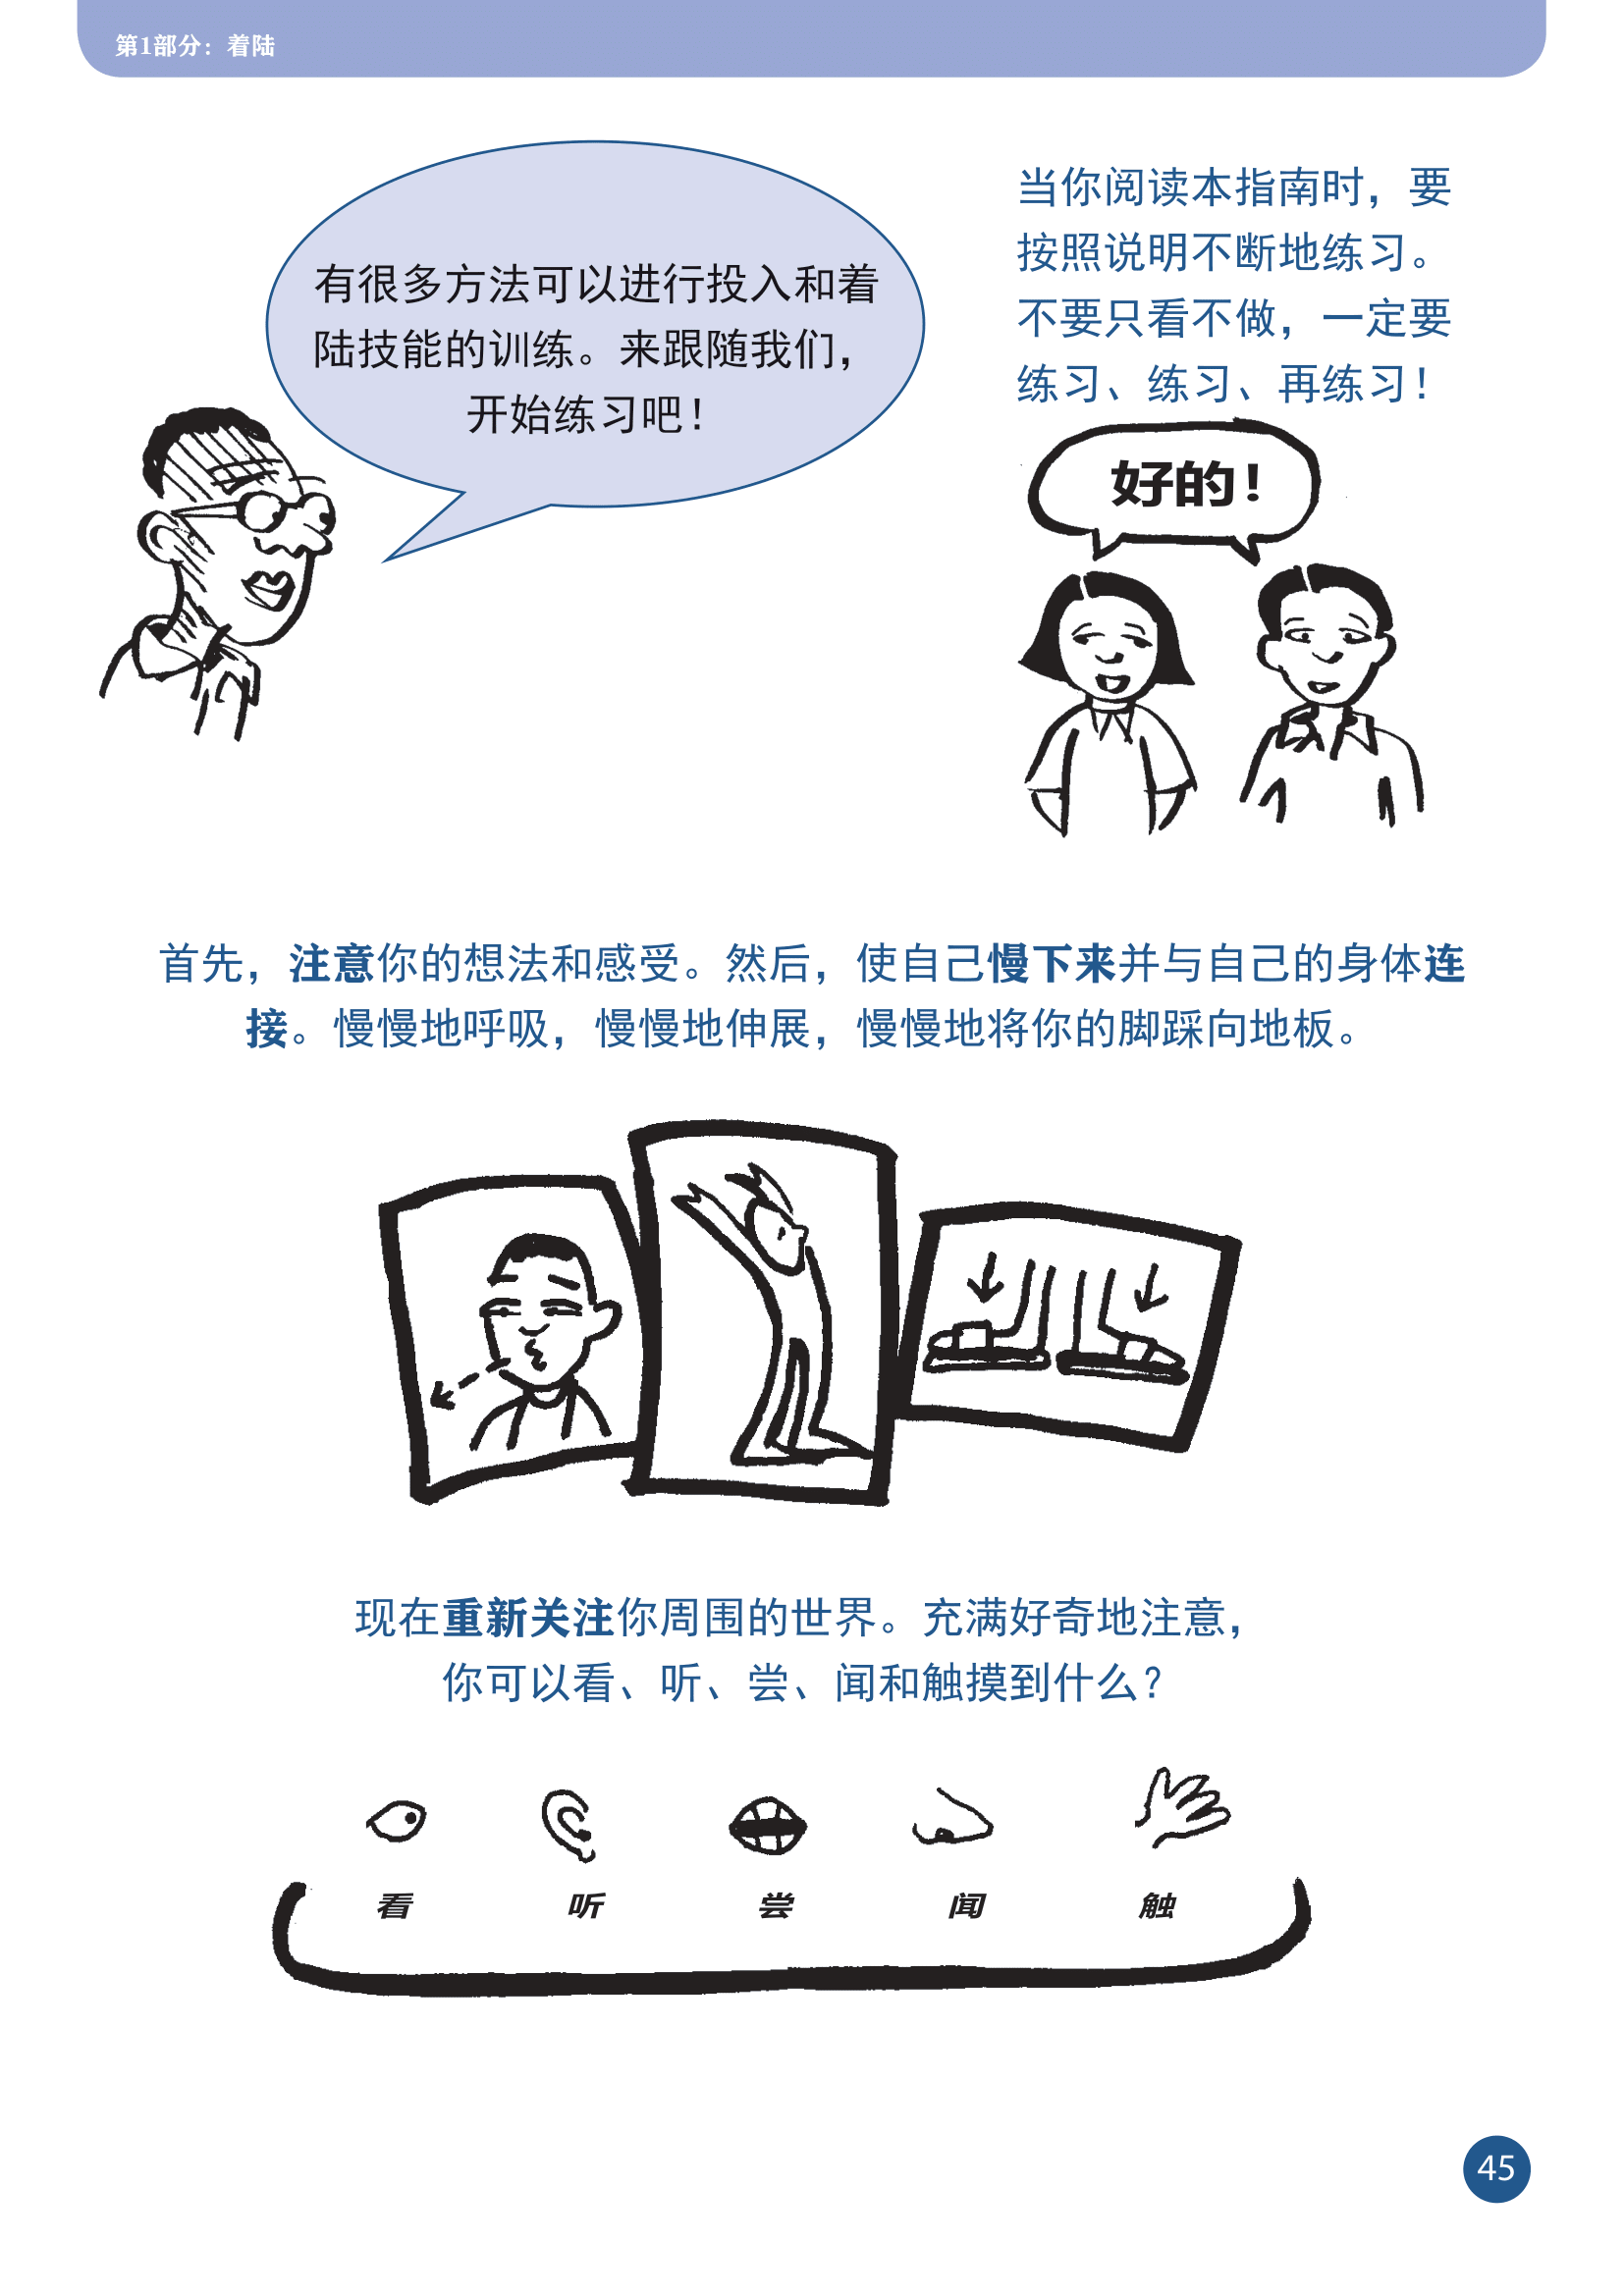 第1部分：着陆
有很多方法可以进行投入和着
陆技能的训练。来跟随我们，
开始练习吧！
当你阅读本指南时，要
按照说明不断地练习。
不要只看不做，一定要
练习、练习、再练习！
好的！
首先，注意你的想法和感受。然后，使自己慢下来并与自己的身体连
接。慢慢地呼吸，慢慢地伸展，慢慢地将你的脚踩向地板。
现在重新关注你周围的世界。充满好奇地注意，
你可以看、听、尝、闻和触摸到什么？
看 听 尝 闻 触
45